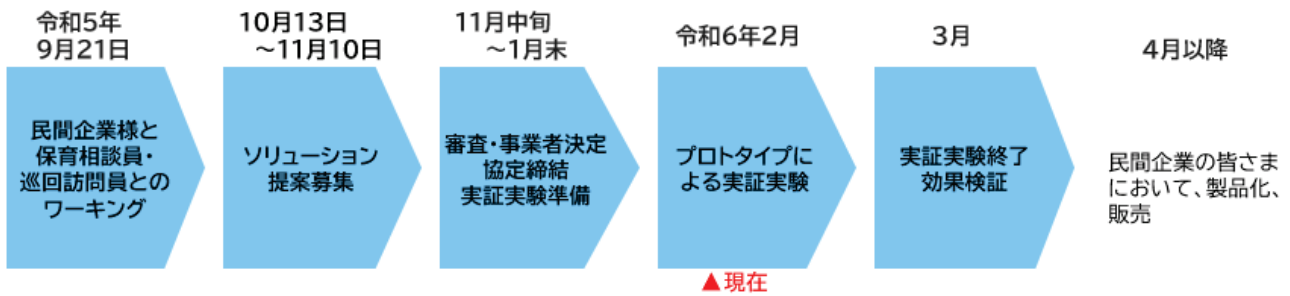 令和5年
9月21日
民間企業様と
保育相談員・
巡回訪問員との
ワーキング
10月13日
～11月10日
ソリューション
提案募集
11月中旬
～1月末
審査・事業者決定
協定締結
実証実験準備
令和6年2月
プロトタイプに
よる実証実験
▲現在
3月
実証実験終了
効果検証
4月以降
民間企業の皆さま
において、製品化、
販売